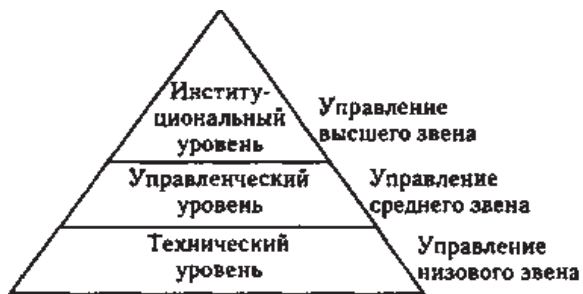 Институ-
циональный
уровень
Управление
высшего звена
Управленческий
уровень
Управление
среднего звена
Технический
уровень
Управление
низового звена